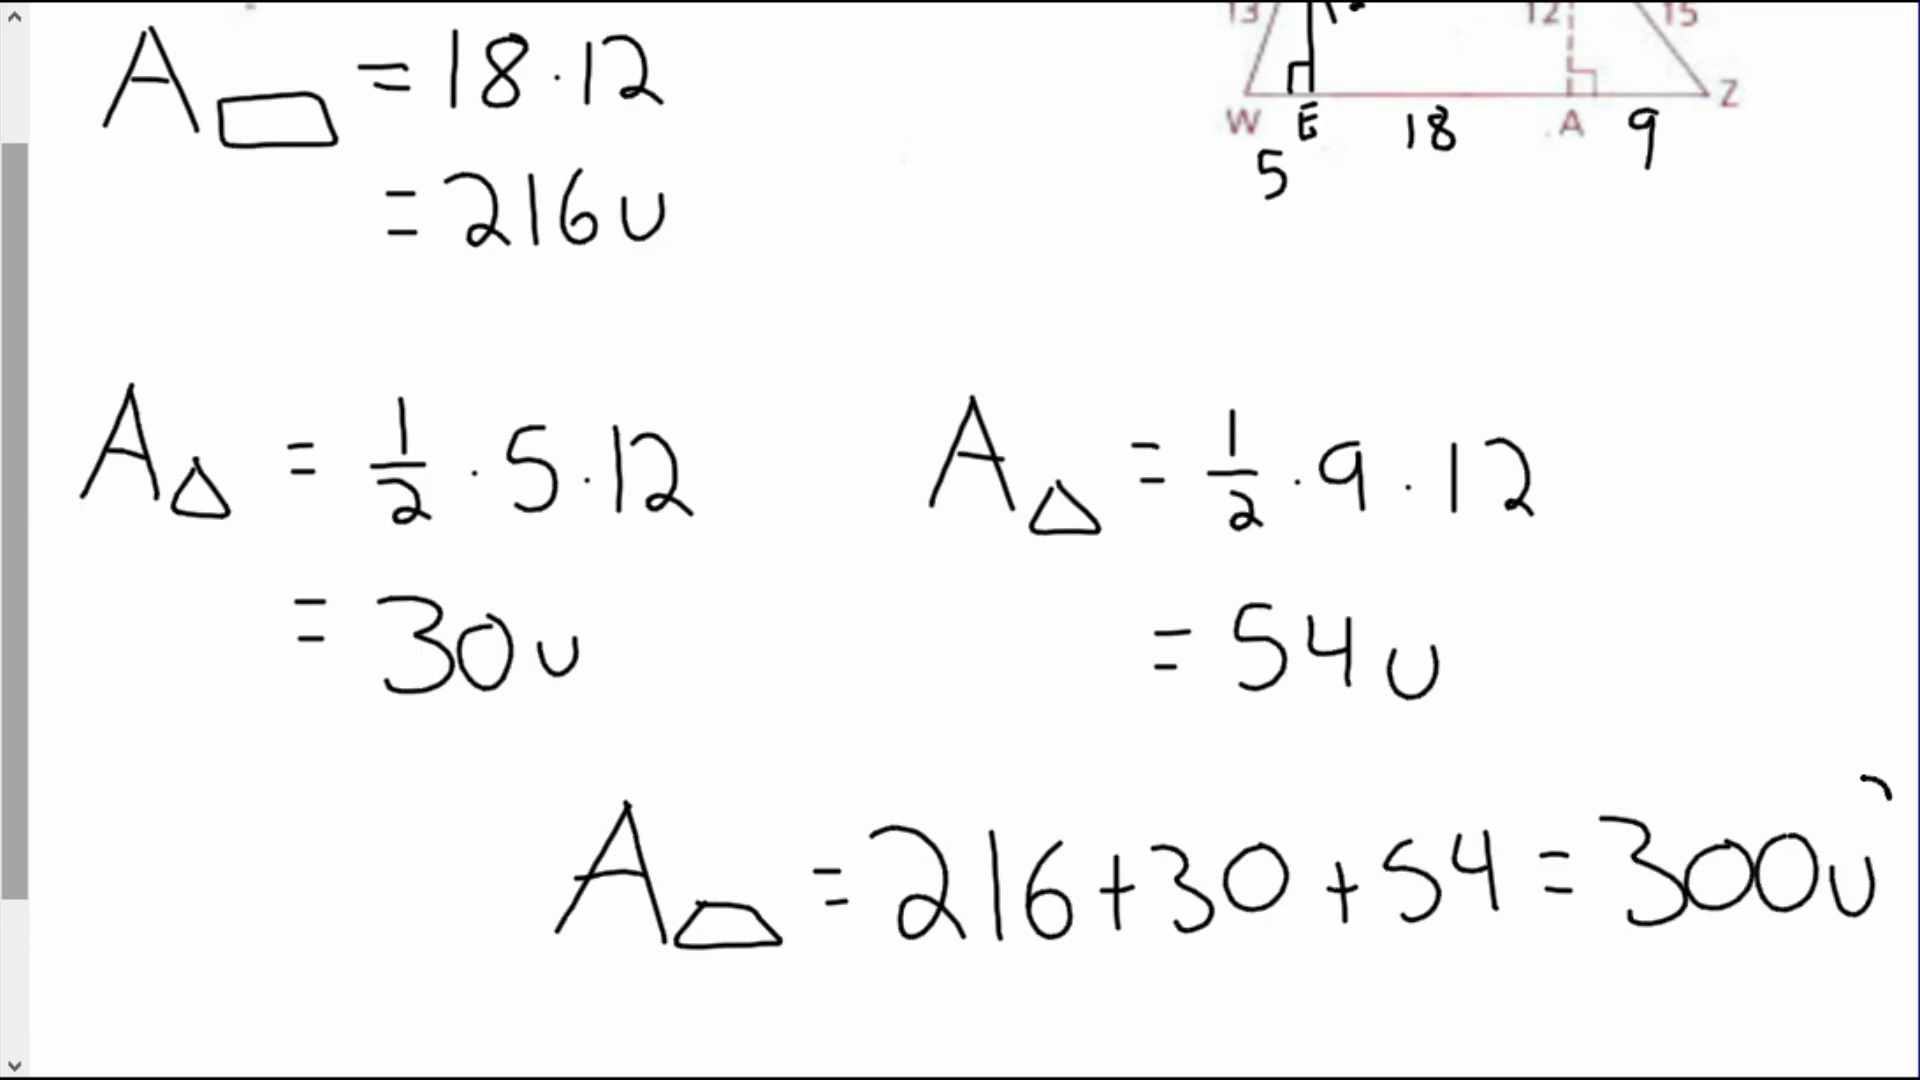 13 12 15
A▱ = 18 · 12
W E 18 A 9 Z
5
= 216u
A△ = 1/2 · 5 · 12
A△ = 1/2 · 9 · 12
= 30u
= 54u
A⏢ = 216 + 30 + 54 = 300u